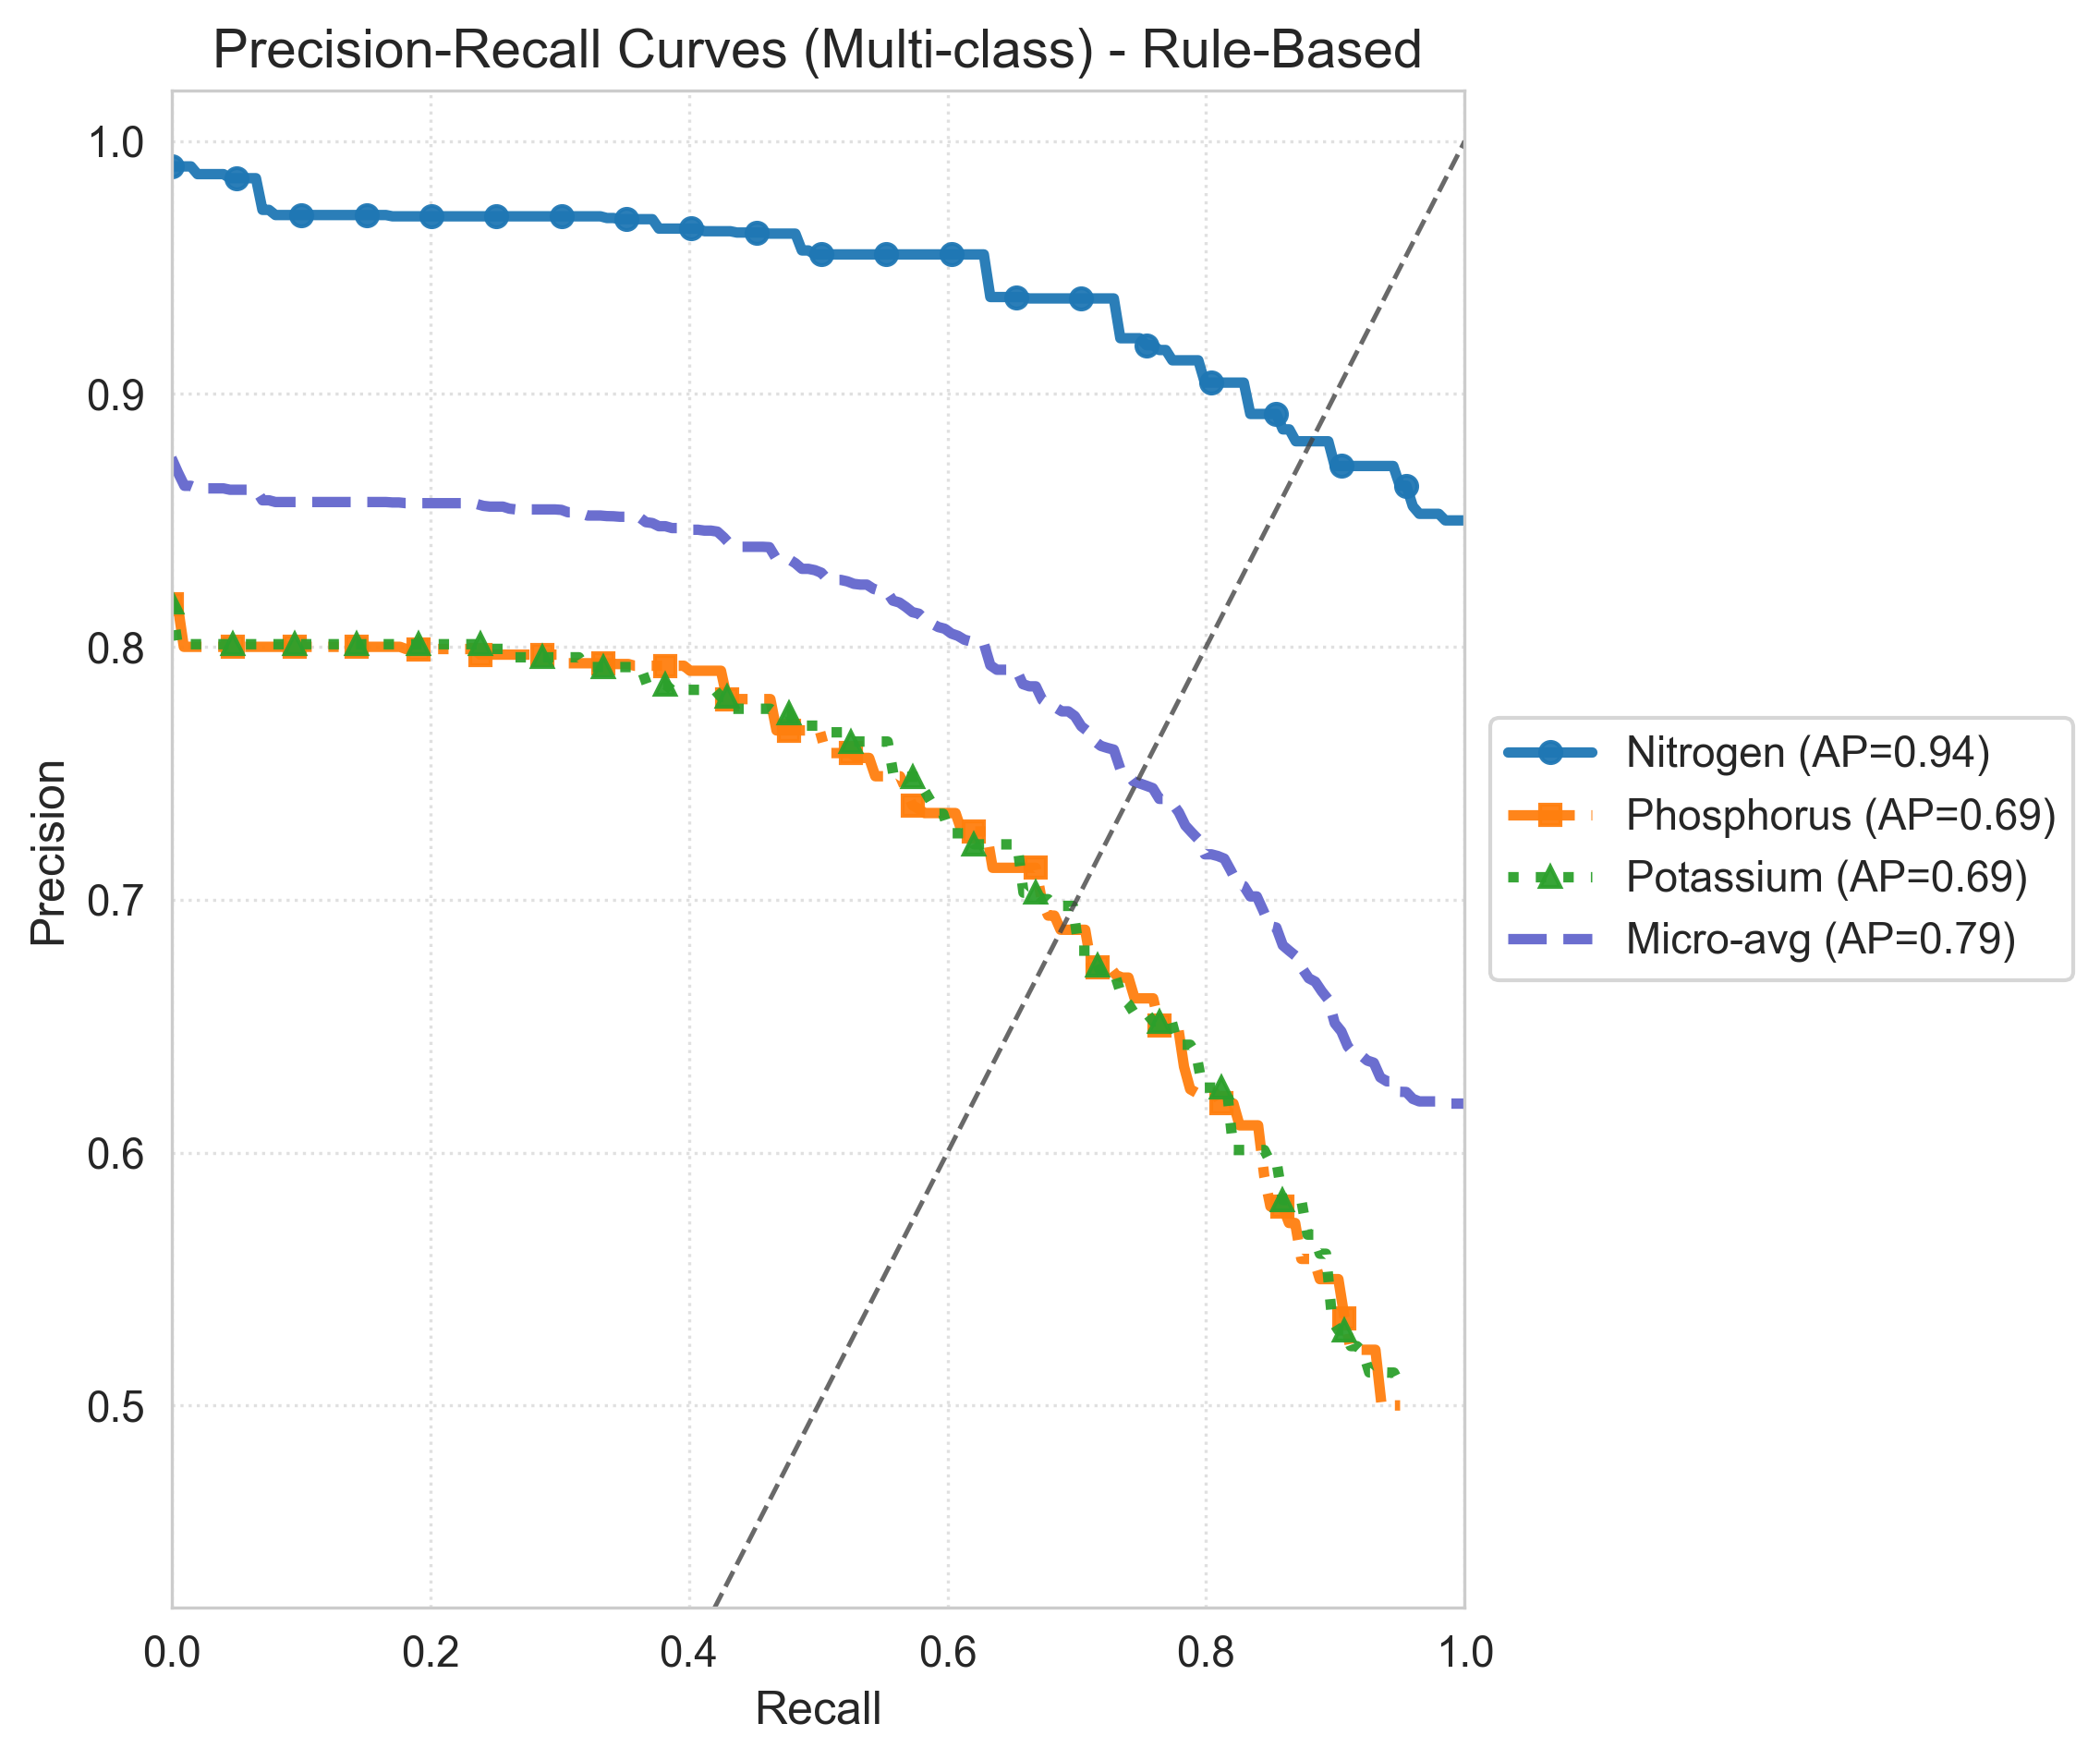 Precision-Recall Curves (Multi-class) - Rule-Based
1.0
0.9
0.8
0.7
0.6
0.5
Precision
0.0
0.2
0.4
0.6
0.8
1.0
Recall
Nitrogen (AP=0.94)
Phosphorus (AP=0.69)
Potassium (AP=0.69)
Micro-avg (AP=0.79)